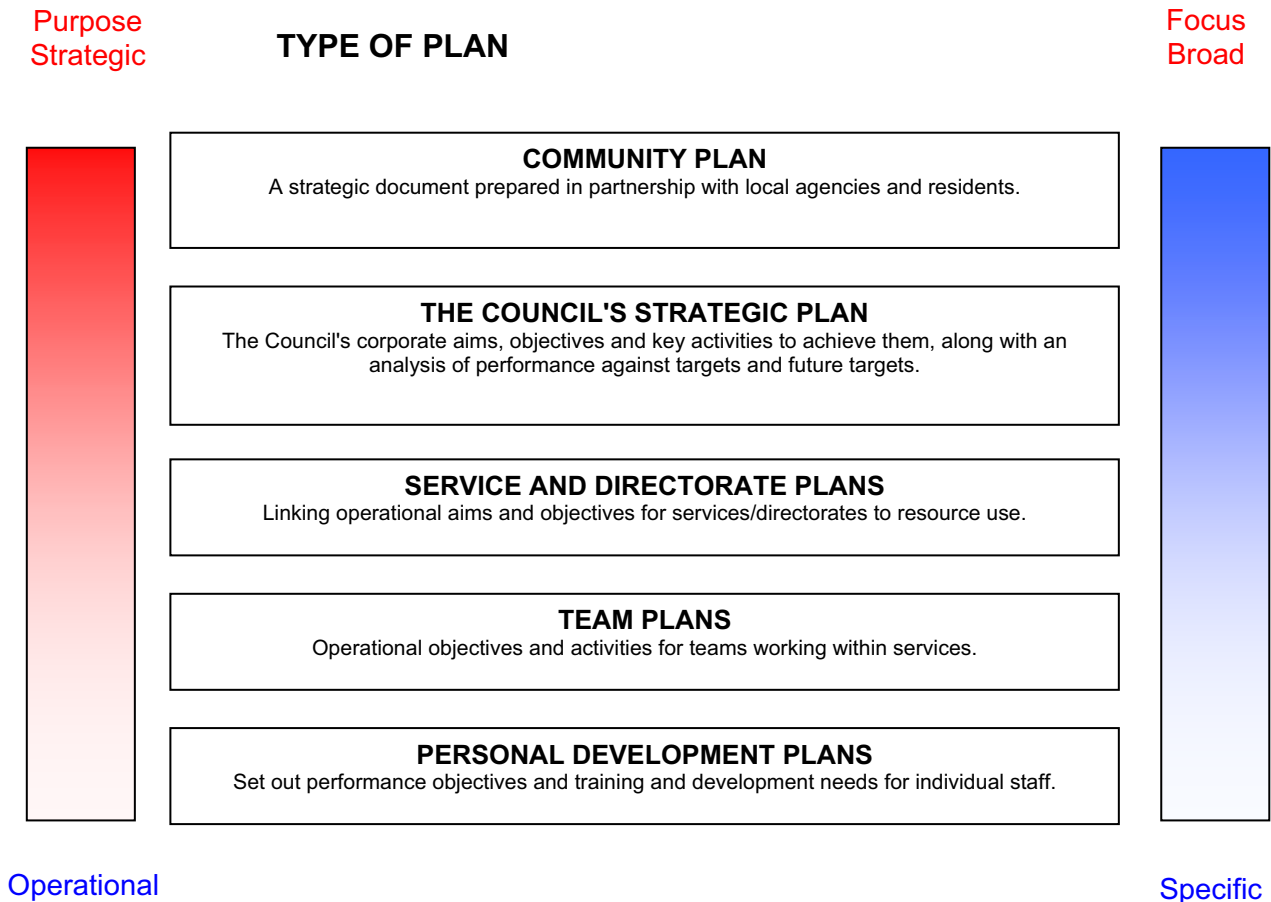 Purpose
Strategic
TYPE OF PLAN
Focus
Broad
COMMUNITY PLAN
A strategic document prepared in partnership with local agencies and residents.
THE COUNCIL'S STRATEGIC PLAN
The Council's corporate aims, objectives and key activities to achieve them, along with an
analysis of performance against targets and future targets.
SERVICE AND DIRECTORATE PLANS
Linking operational aims and objectives for services/directorates to resource use.
TEAM PLANS
Operational objectives and activities for teams working within services.
PERSONAL DEVELOPMENT PLANS
Set out performance objectives and training and development needs for individual staff.
Operational
Specific